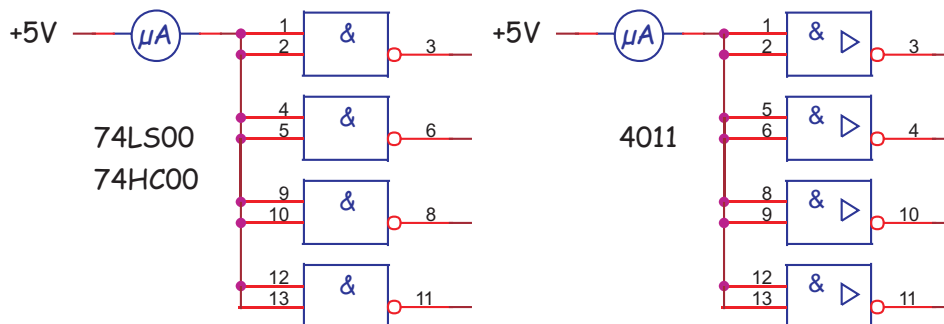 1 & 1 &
+5V µA 2 3 +5V µA 2 3
4 & 5 &
74LS00 5 6 4011 6 4
74HC00
9 & 8 &
10 8 9 10
12 & 12 &
13 11 13 11